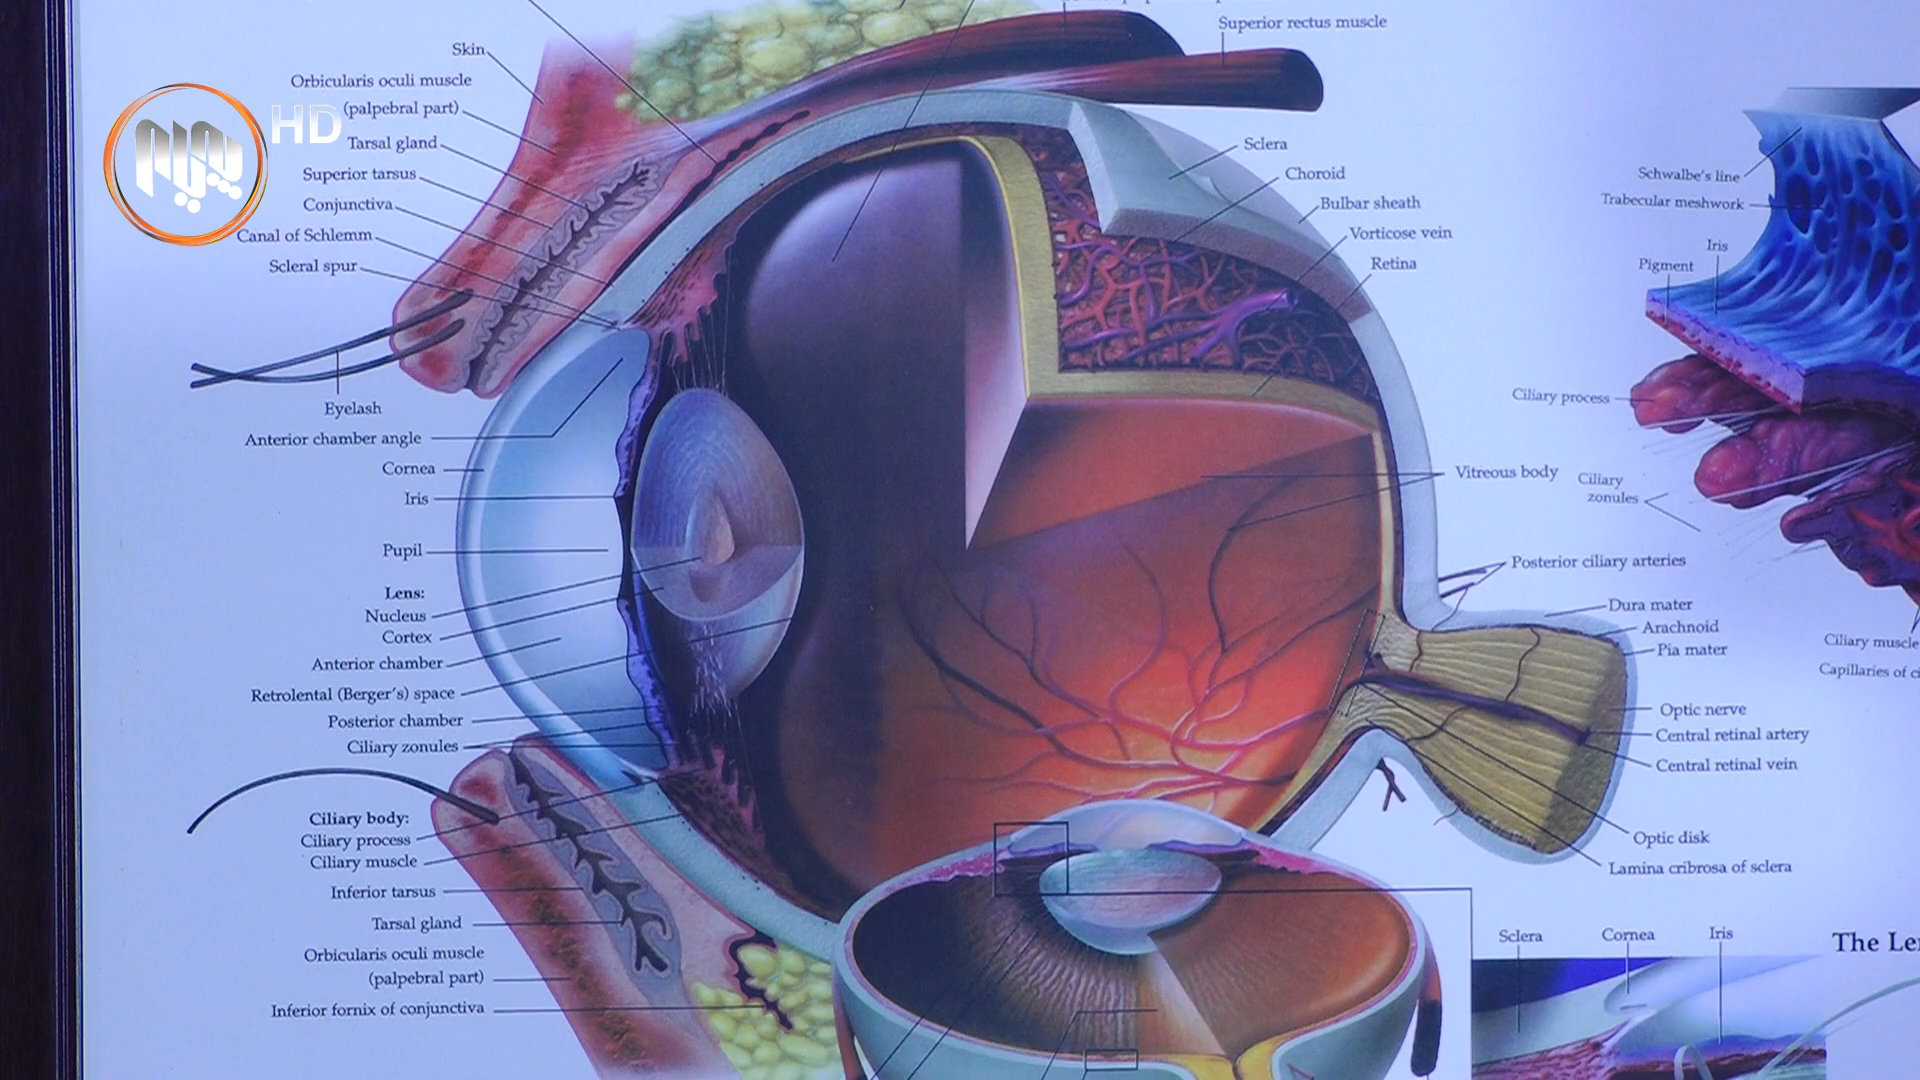 Superior rectus muscle
Skin
Orbicularis oculi muscle
(palpebral part)
Tarsal gland
Superior tarsus
Conjunctiva
Canal of Schlemm
Scleral spur
HD
Eyelash
Anterior chamber angle
Cornea
Iris
Pupil
Lens:
Nucleus
Cortex
Anterior chamber
Retrolental (Berger's) space
Posterior chamber
Ciliary zonules
Ciliary body:
Ciliary process
Ciliary muscle
Inferior tarsus
Tarsal gland
Orbicularis oculi muscle
(palpebral part)
Inferior fornix of conjunctiva
Sclera
Choroid
Bulbar sheath
Vorticose vein
Retina
Vitreous body
Posterior ciliary arteries
Dura mater
Arachnoid
Pia mater
Optic nerve
Central retinal artery
Central retinal vein
Optic disk
Lamina cribrosa of sclera
Schwalbe's line
Trabecular meshwork
Iris
Pigment
Ciliary process
Ciliary
zonules
Ciliary muscle
Capillaries of
Sclera
Cornea
Iris
The